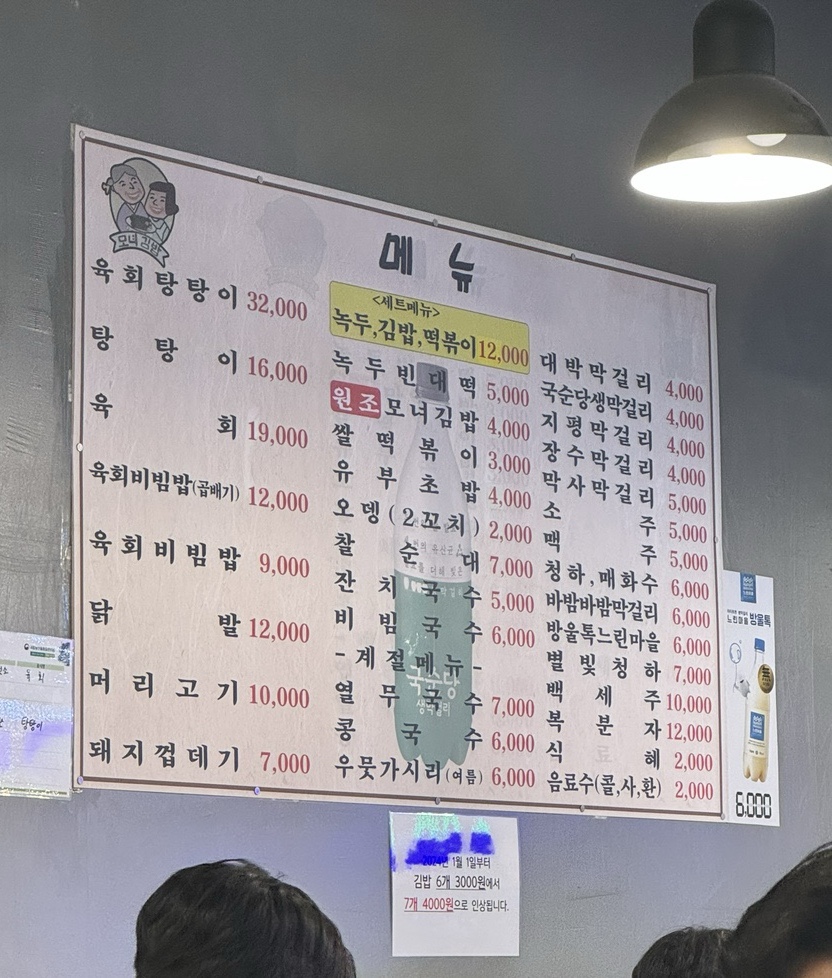 모녀김밥
메뉴
육회탕탕이 32,000
탕탕이 16,000
육회 19,000
육회비빔밥(곱배기) 12,000
육회비빔밥 9,000
닭발 12,000
머리고기 10,000
돼지껍데기 7,000
<세트메뉴>
녹두,김밥,떡볶이 12,000
녹두빈대떡 5,000
원조모녀김밥 4,000
쌀떡볶이 3,000
유부초밥 4,000
오뎅(2꼬치) 2,000
찰순대 7,000
잔치국수 5,000
비빔국수 6,000
-계절메뉴-
열무국수 7,000
콩국수 6,000
우뭇가시리(여름) 6,000
대박막걸리 4,000
국순당생막걸리 4,000
지평막걸리 4,000
장수막걸리 4,000
막사막걸리 5,000
소주 5,000
맥주 5,000
청하,매화수 6,000
바밤바밤막걸리 6,000
방울톡느린마을 6,000
별빛청하 7,000
백세주 10,000
복분자 12,000
식혜 2,000
음료수(콜,사,환) 2,000
국순당
생막걸리
느린마을 방울톡
6,000
육회
탕탕이
2024년 1월 1일부터
김밥 6개 3000원에서
7개 4000원으로 인상됩니다.